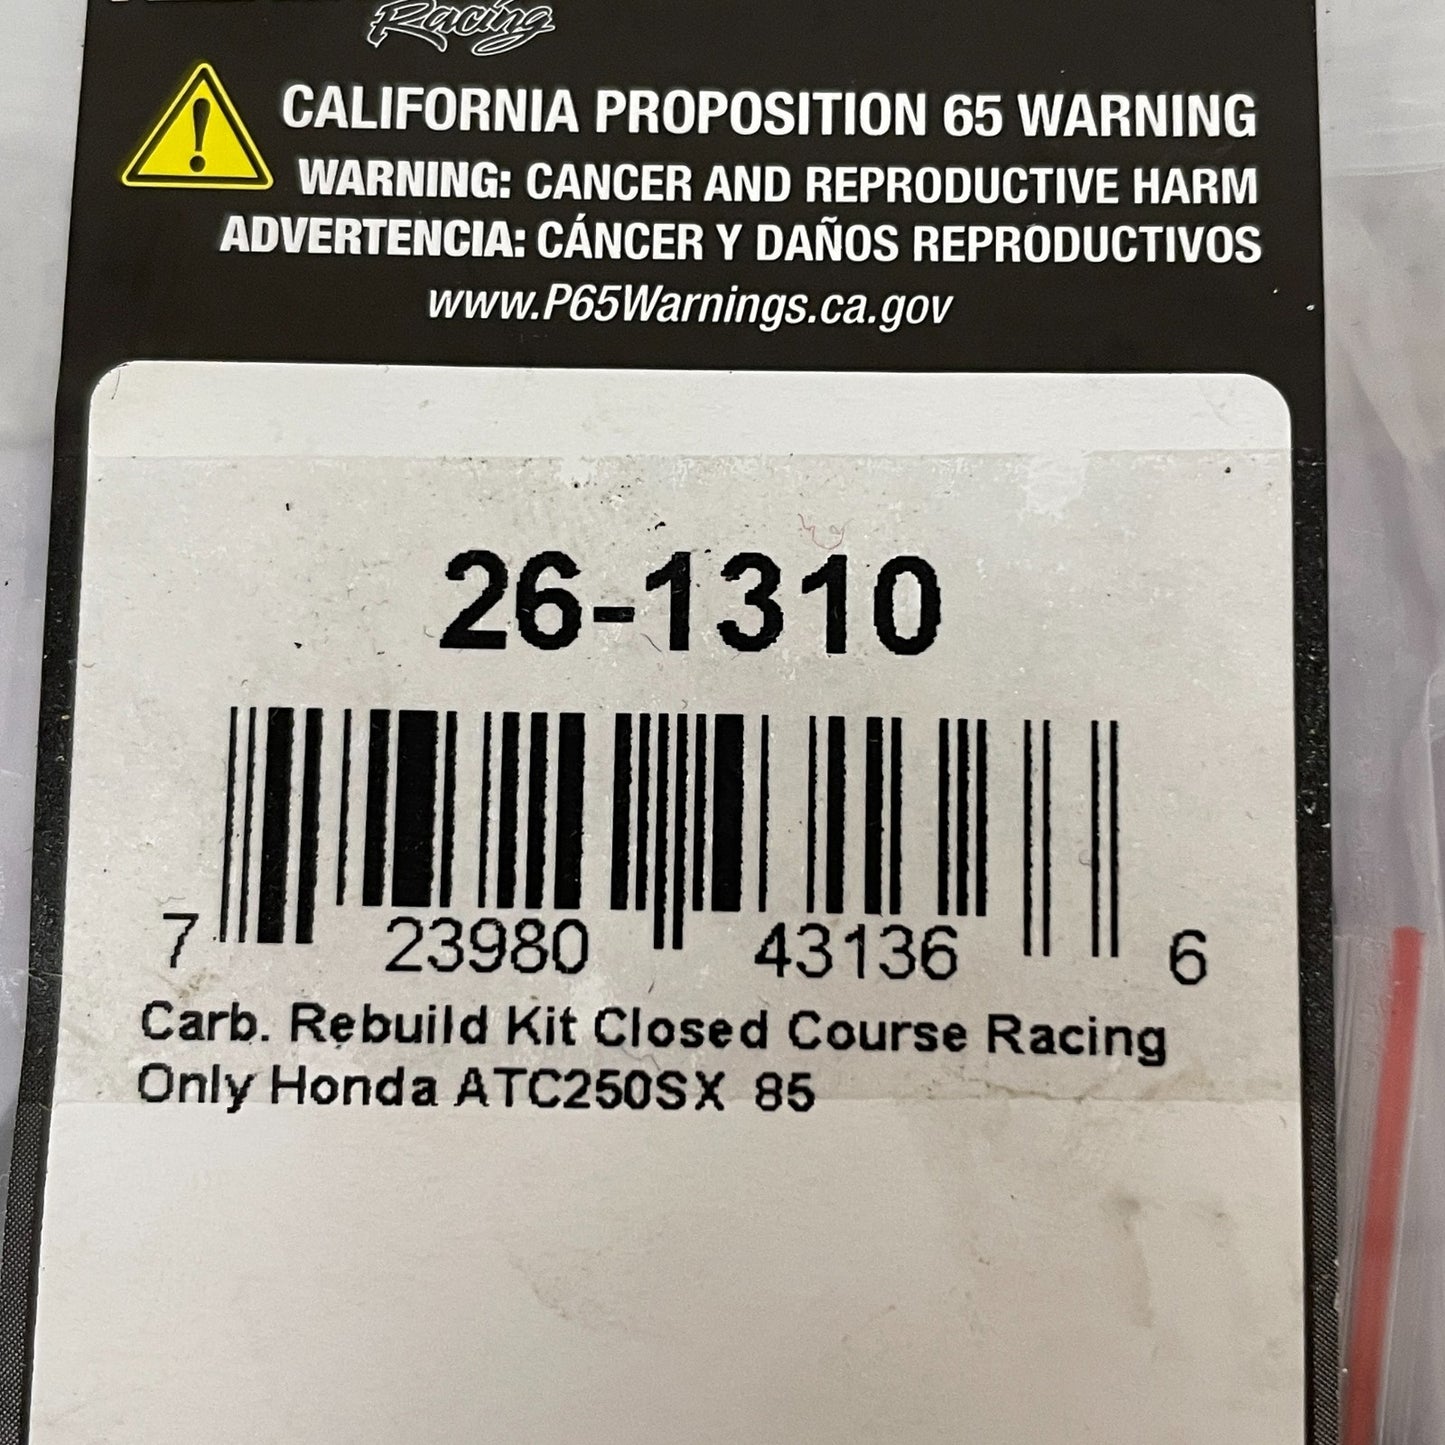 Racing
CALIFORNIA PROPOSITION 65 WARNING
WARNING: CANCER AND REPRODUCTIVE HARM
ADVERTENCIA: CÁNCER Y DAÑOS REPRODUCTIVOS
www.P65Warnings.ca.gov
26-1310
7 23980 43136 6
Carb. Rebuild Kit Closed Course Racing
Only Honda ATC250SX 85